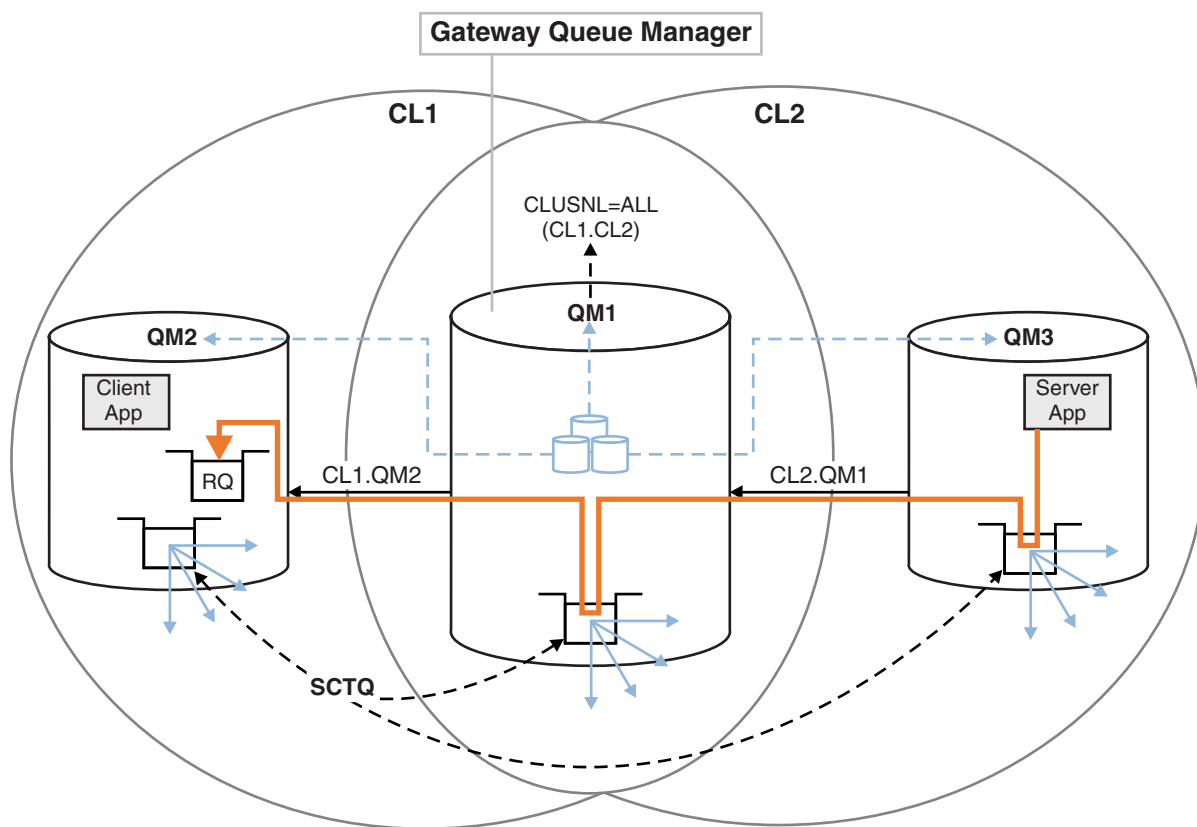 Gateway Queue Manager
CL1
CL2
CLUSNL=ALL
(CL1.CL2)
QM1
QM2
QM3
Client
App
Server
App
RQ
CL1.QM2
CL2.QM1
SCTQ